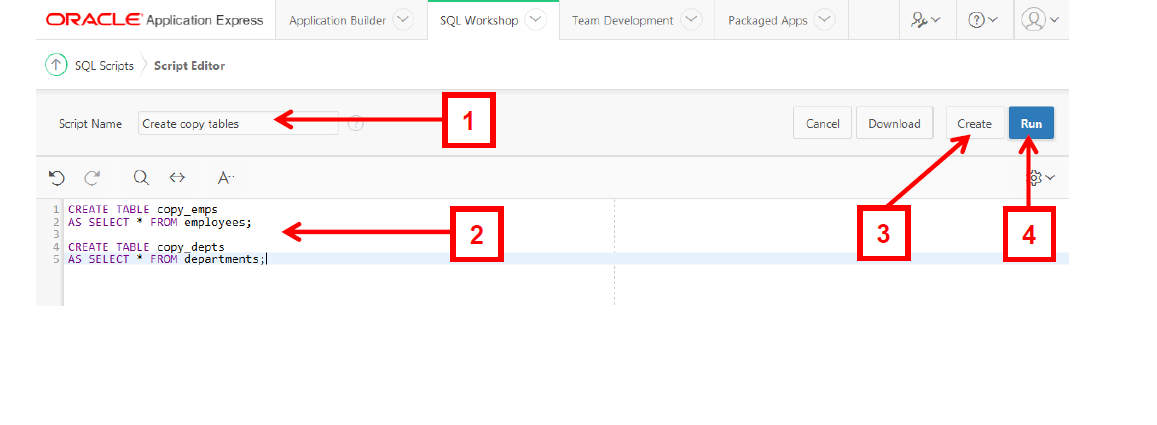 ORACLE Application Express Application Builder SQL Workshop Team Development Packaged Apps
SQL Scripts Script Editor
Script Name Create copy tables 1 Cancel Download Create Run
A
1 CREATE TABLE copy_emps
2 AS SELECT * FROM employees;
3
4 CREATE TABLE copy_depts
5 AS SELECT * FROM departments;
2
3
4